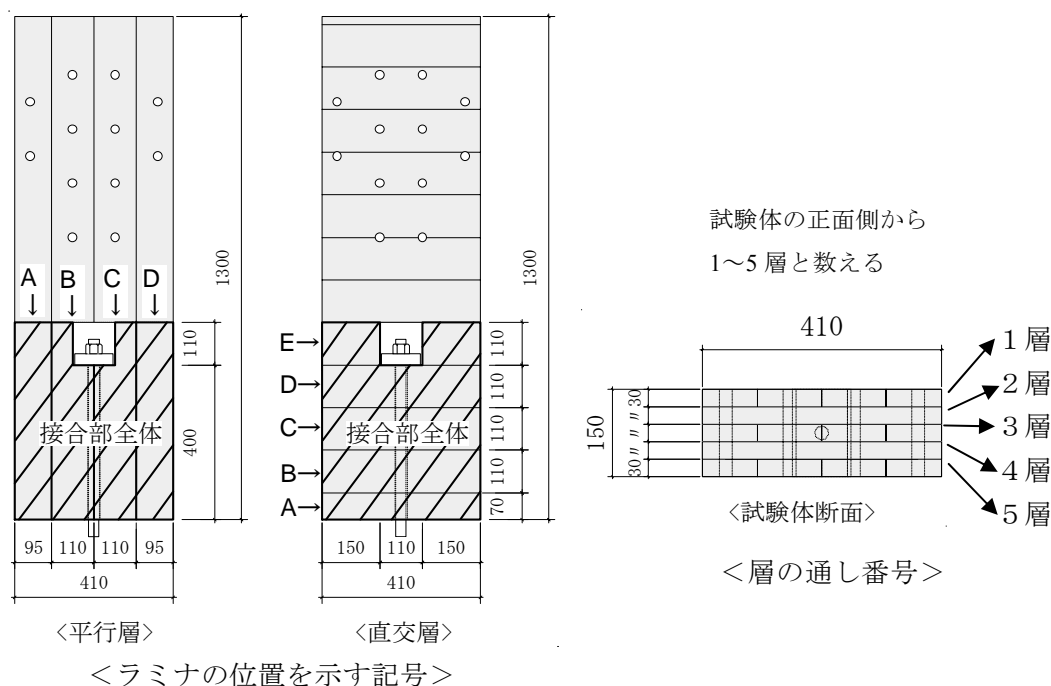 A B C D
↓ ↓ ↓ ↓
接合部全体
110
400
1300
95 110 110 95
410
<平行層>
E→
D→
C→
B→
A→
接合部全体
110
110
110
110
70
1300
150 110 150
410
<直交層>
<ラミナの位置を示す記号>
試験体の正面側から
1～5層と数える
410
150
30
〃
〃
〃
30
1層
2層
3層
4層
5層
<試験体断面>
<層の通し番号>